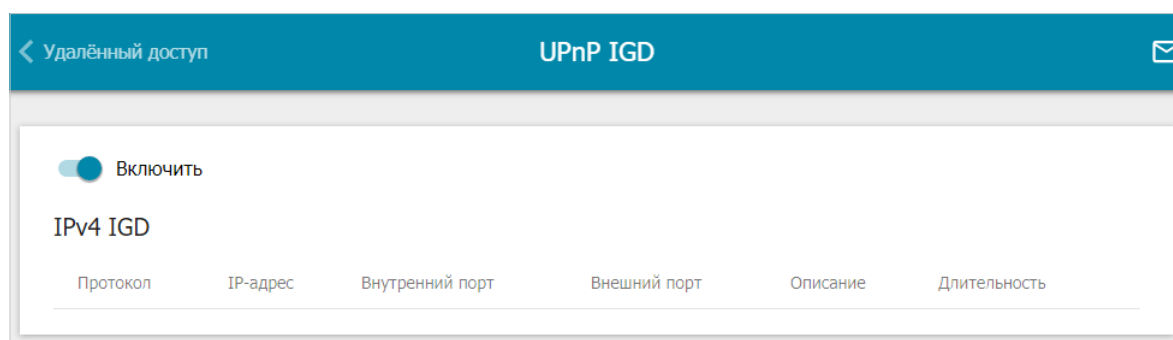 Удалённый доступ UPnP IGD
Включить
IPv4 IGD
Протокол IP-адрес Внутренний порт Внешний порт Описание Длительность